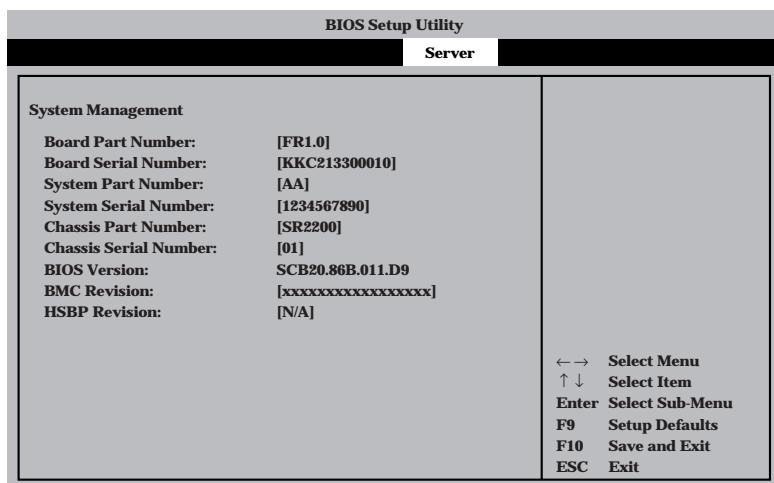 BIOS Setup Utility
Server
System Management
Board Part Number: [FR1.0]
Board Serial Number: [KKC213300010]
System Part Number: [AA]
System Serial Number: [1234567890]
Chassis Part Number: [SR2200]
Chassis Serial Number: [01]
BIOS Version: SCB20.86B.011.D9
BMC Revision: [xxxxxxxxxxxxxxxxx]
HSBP Revision: [N/A]
←→ Select Menu
↑↓ Select Item
Enter Select Sub-Menu
F9 Setup Defaults
F10 Save and Exit
ESC Exit